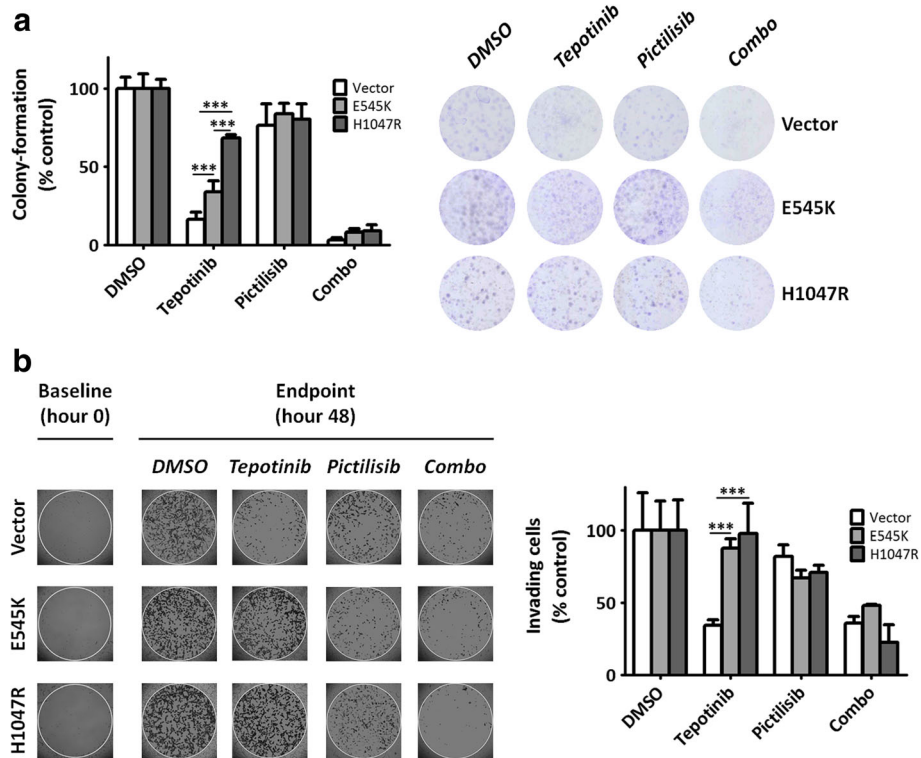 a
Colony-formation
(% control)
100
50
0
***
***
***
Vector
E545K
H1047R
DMSO
Tepotinib
Pictilisib
Combo
DMSO
Tepotinib
Pictilisib
Combo
Vector
E545K
H1047R
b
Baseline
(hour 0)
Endpoint
(hour 48)
DMSO
Tepotinib
Pictilisib
Combo
Vector
E545K
H1047R
Invading cells
(% control)
100
50
0
***
***
Vector
E545K
H1047R
DMSO
Tepotinib
Pictilisib
Combo